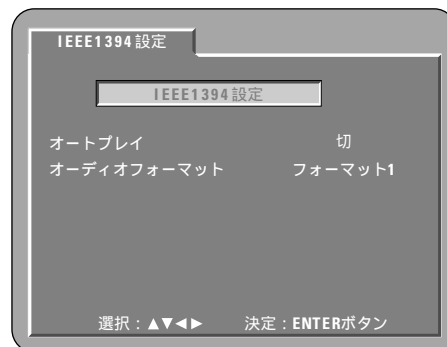 IEEE1394設定
IEEE1394設定
オートプレイ 切
オーディオフォーマット フォーマット1
選択：▲▼◀▶ 決定：ENTERボタン